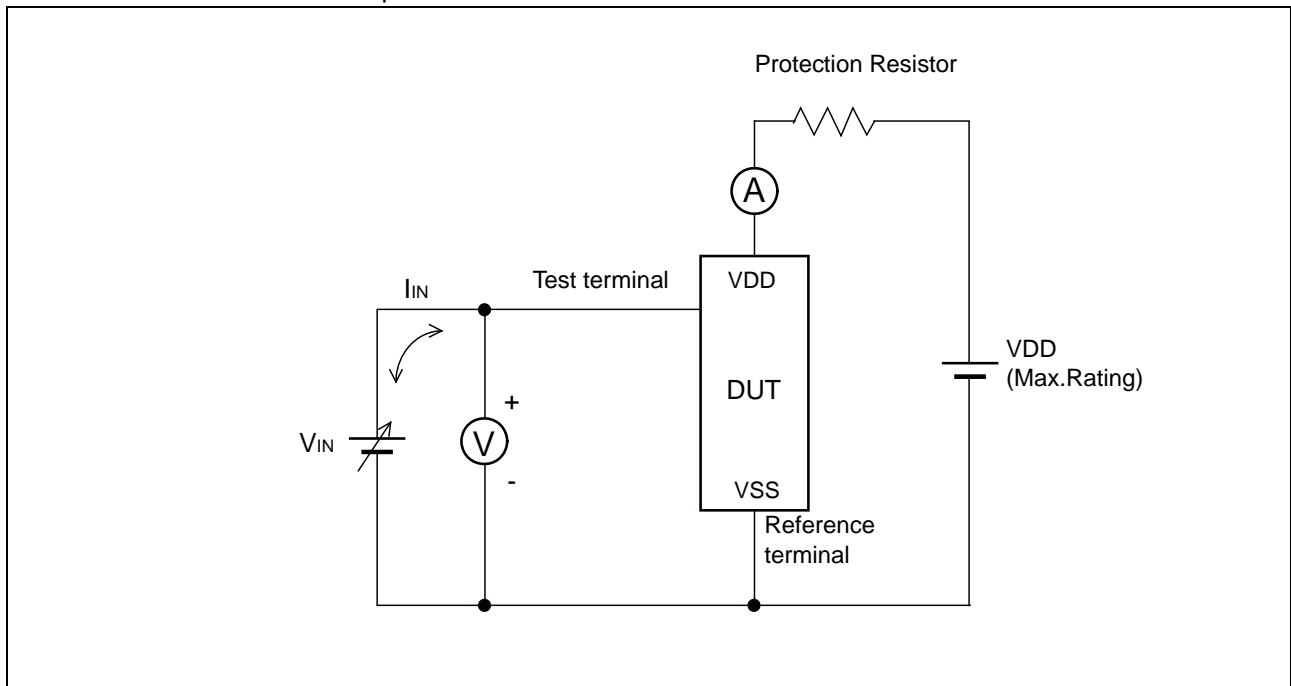 Protection Resistor
A
VDD
Test terminal
IIN
VDD
(Max.Rating)
DUT
+
VIN
V
-
VSS
Reference
terminal